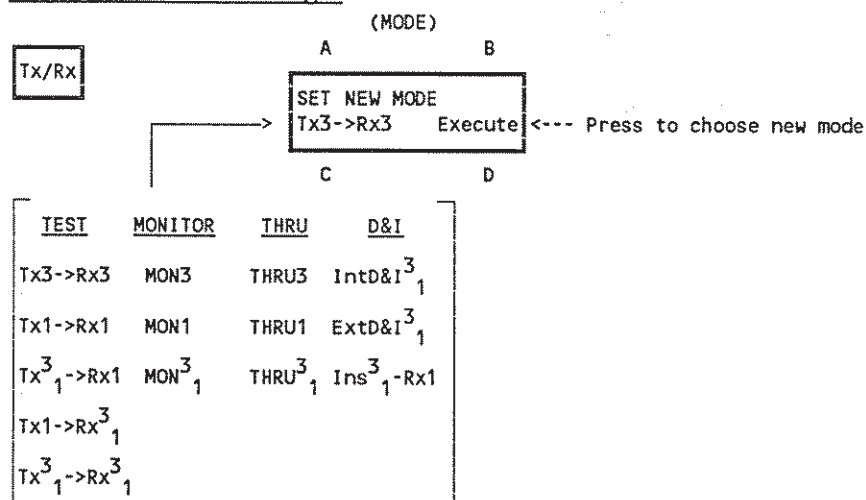 (MODE)
A B
Tx/Rx
SET NEW MODE
Tx3->Rx3 Execute <--- Press to choose new mode
C D
TEST MONITOR THRU D&I
Tx3->Rx3 MON3 THRU3 IntD&I³₁
Tx1->Rx1 MON1 THRU1 ExtD&I³₁
Tx³₁->Rx1 MON³₁ THRU³₁ Ins³₁-Rx1
Tx1->Rx³₁
Tx³₁->Rx³₁